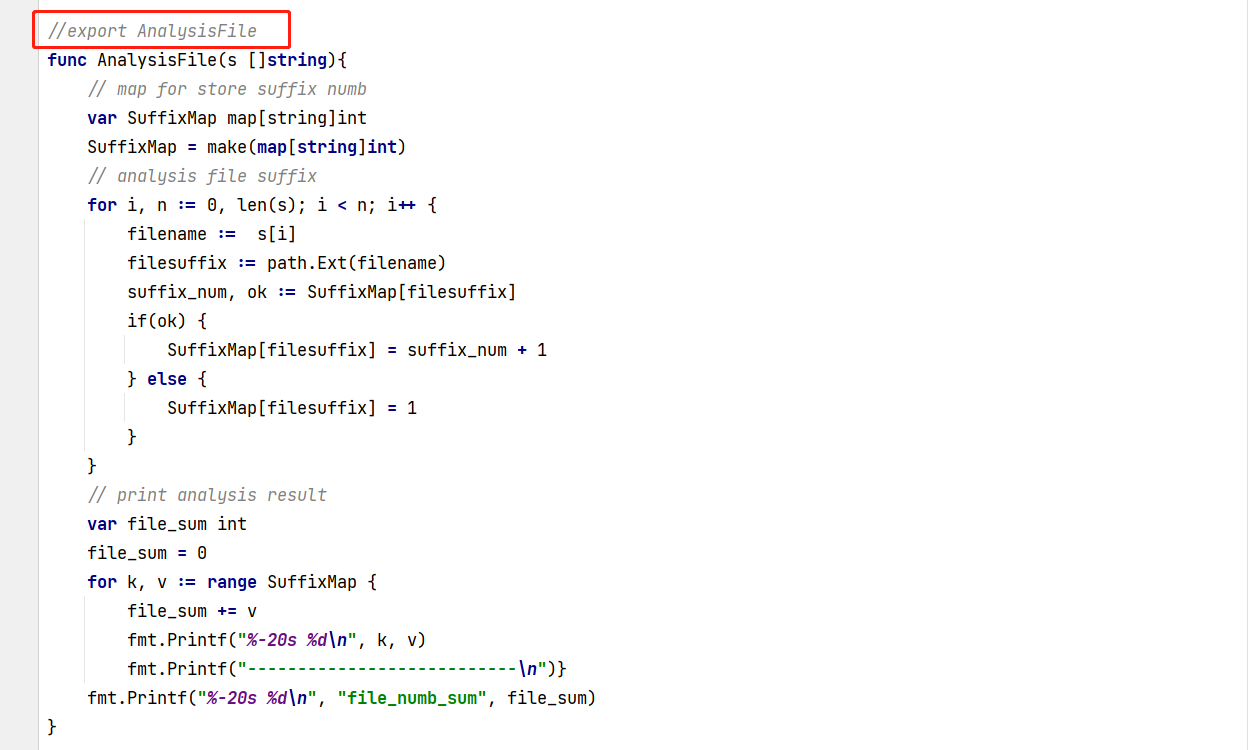 //export AnalysisFile
func AnalysisFile(s []string){
    // map for store suffix numb
    var SuffixMap map[string]int
    SuffixMap = make(map[string]int)
    // analysis file suffix
    for i, n := 0, len(s); i < n; i++ {
        filename :=  s[i]
        filesuffix := path.Ext(filename)
        suffix_num, ok := SuffixMap[filesuffix]
        if(ok) {
            SuffixMap[filesuffix] = suffix_num + 1
        } else {
            SuffixMap[filesuffix] = 1
        }
    }
    // print analysis result
    var file_sum int
    file_sum = 0
    for k, v := range SuffixMap {
        file_sum += v
        fmt.Printf("%-20s %d\n", k, v)
        fmt.Printf("---------------------------\n")}
    fmt.Printf("%-20s %d\n", "file_numb_sum", file_sum)
}